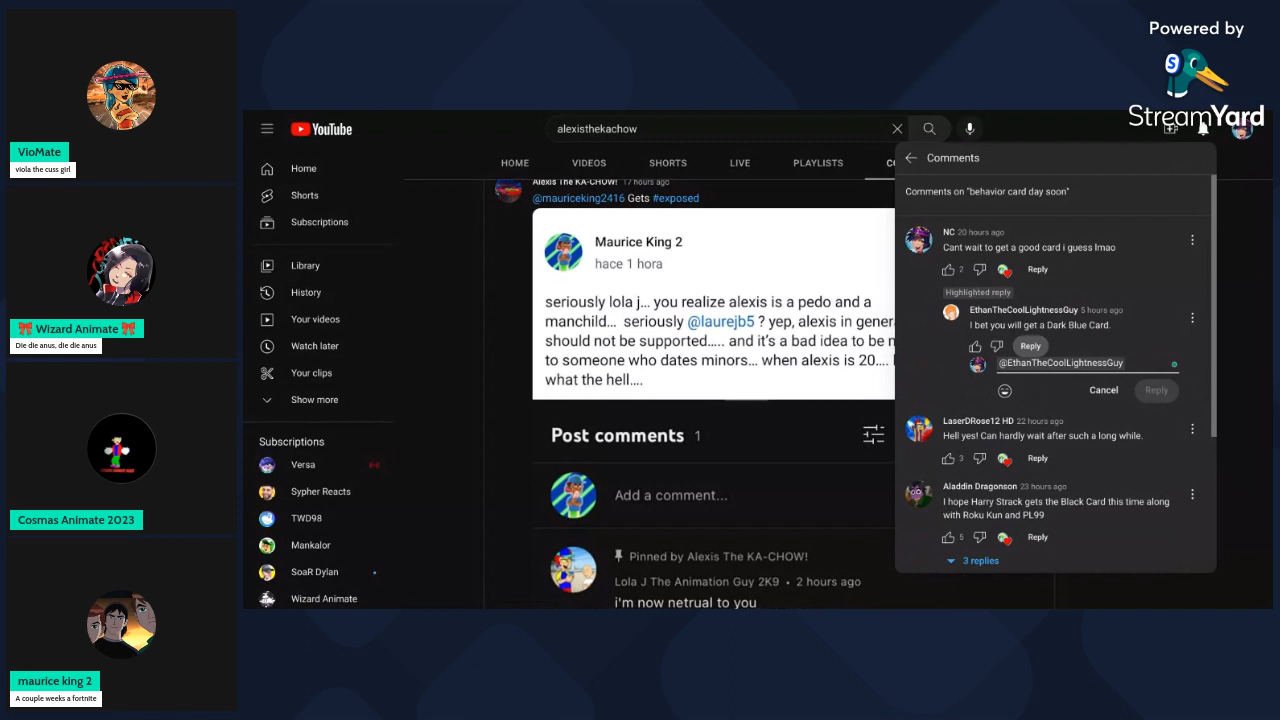 VioMate
viola the cuss girl
🎀 Wizard Animate 🎀
Die die anus, die die anus
Cosmas Animate 2023
maurice king 2
A couple weeks a fortnite
Powered by
StreamYard
YouTube
alexisthekachow
HOME VIDEOS SHORTS LIVE PLAYLISTS
Home
Shorts
Subscriptions
Library
History
Your videos
Watch later
Your clips
Show more
Subscriptions
Versa
Sypher Reacts
TWD98
Mankalor
SoaR Dylan
Wizard Animate
Alexis The KA-CHOW! 17 hours ago
@mauriceking2416 Gets #exposed
Maurice King 2
hace 1 hora
seriously lola j... you realize alexis is a pedo and a
manchild... seriously @laurejb5 ? yep, alexis in gener
should not be supported..... and it's a bad idea to be n
to someone who dates minors... when alexis is 20....
what the hell....
Post comments 1
Add a comment...
Pinned by Alexis The KA-CHOW!
Lola J The Animation Guy 2K9 • 2 hours ago
i'm now netrual to you
Comments
Comments on "behavior card day soon"
NC 20 hours ago
Cant wait to get a good card i guess lmao
2 Reply
Highlighted reply
EthanTheCoolLightnessGuy 5 hours ago
I bet you will get a Dark Blue Card.
Reply
@EthanTheCoolLightnessGuy
Cancel Reply
LaserDRose12 HD 22 hours ago
Hell yes! Can hardly wait after such a long while.
3 Reply
Aladdin Dragonson 23 hours ago
I hope Harry Strack gets the Black Card this time along
with Roku Kun and PL99
5 Reply
3 replies